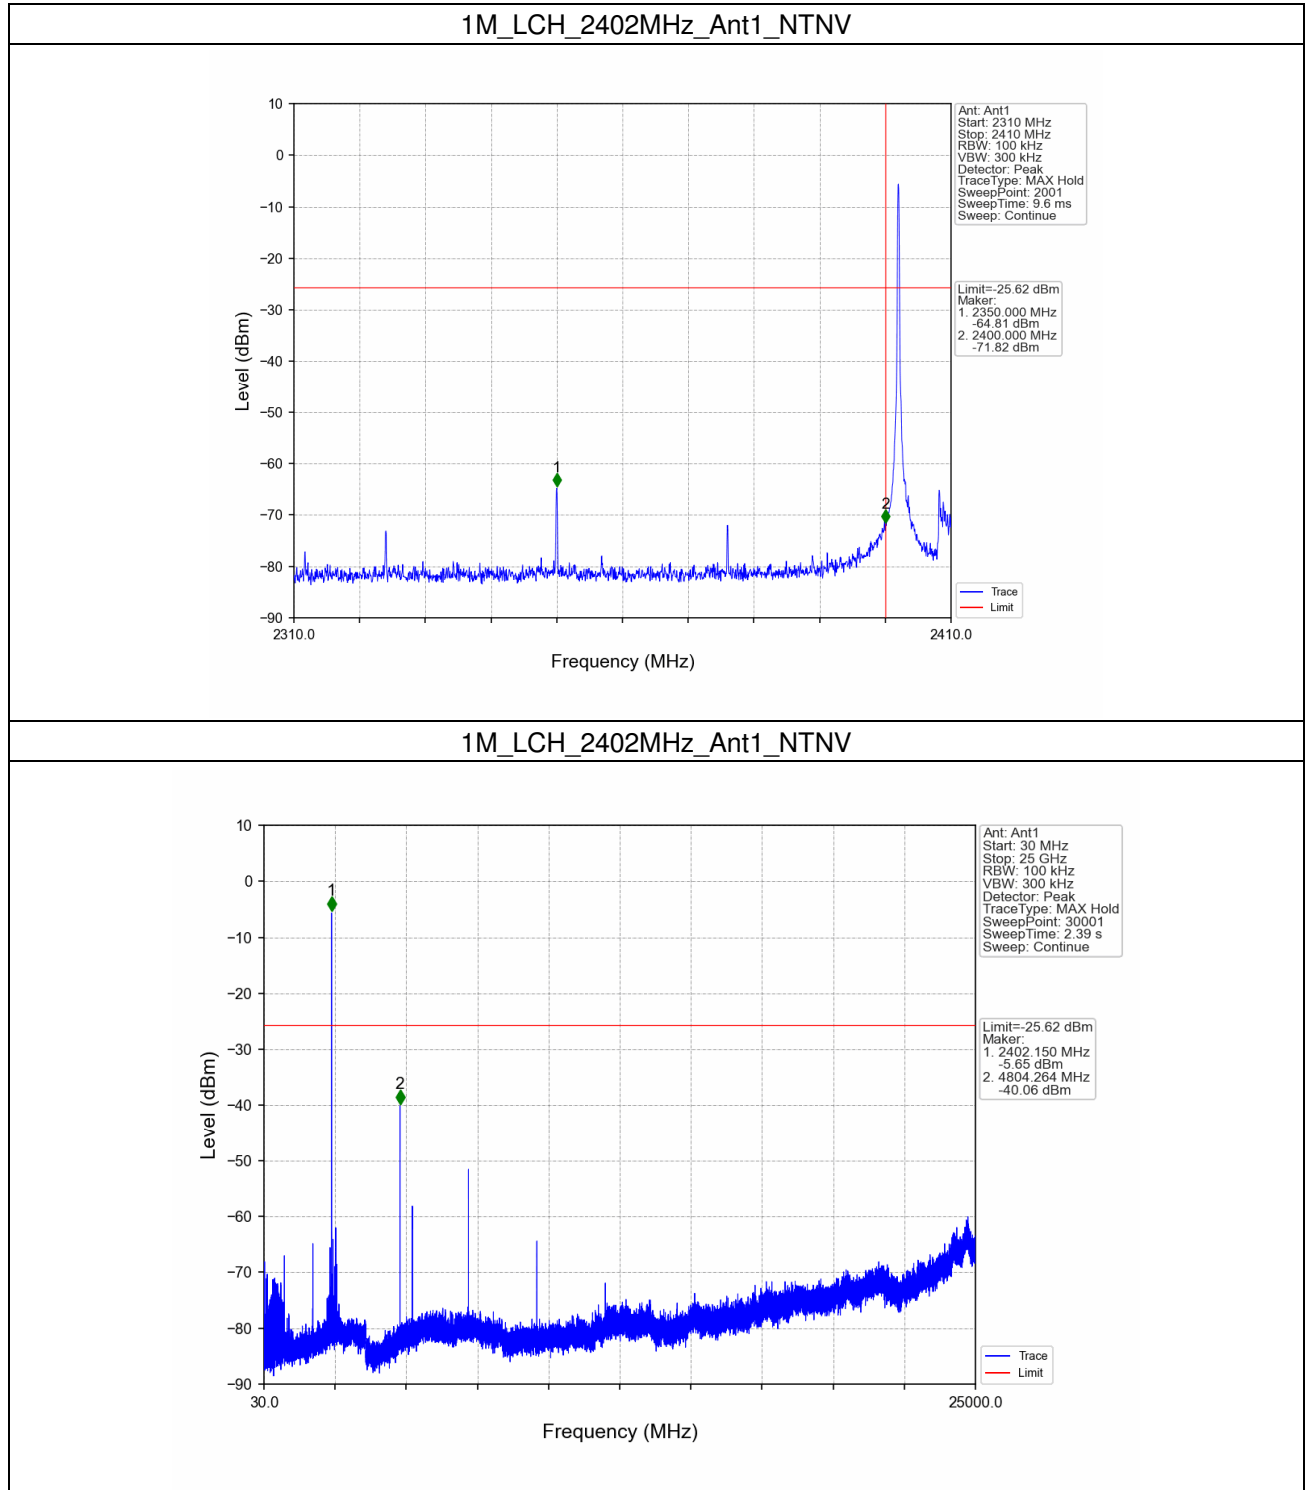 1M_LCH_2402MHz_Ant1_NTNV
10
0
−10
−20
−30
−40
−50
−60
−70
−80
−90
Level (dBm)
2310.0
2410.0
Frequency (MHz)
1
2
Ant: Ant1
Start: 2310 MHz
Stop: 2410 MHz
RBW: 100 kHz
VBW: 300 kHz
Detector: Peak
TraceType: MAX Hold
SweepPoint: 2001
SweepTime: 9.6 ms
Sweep: Continue
Limit=-25.62 dBm
Maker:
1. 2350.000 MHz
-64.81 dBm
2. 2400.000 MHz
-71.82 dBm
Trace
Limit
1M_LCH_2402MHz_Ant1_NTNV
10
0
−10
−20
−30
−40
−50
−60
−70
−80
−90
Level (dBm)
30.0
25000.0
Frequency (MHz)
1
2
Ant: Ant1
Start: 30 MHz
Stop: 25 GHz
RBW: 100 kHz
VBW: 300 kHz
Detector: Peak
TraceType: MAX Hold
SweepPoint: 30001
SweepTime: 2.39 s
Sweep: Continue
Limit=-25.62 dBm
Maker:
1. 2402.150 MHz
-5.65 dBm
2. 4804.264 MHz
-40.06 dBm
Trace
Limit